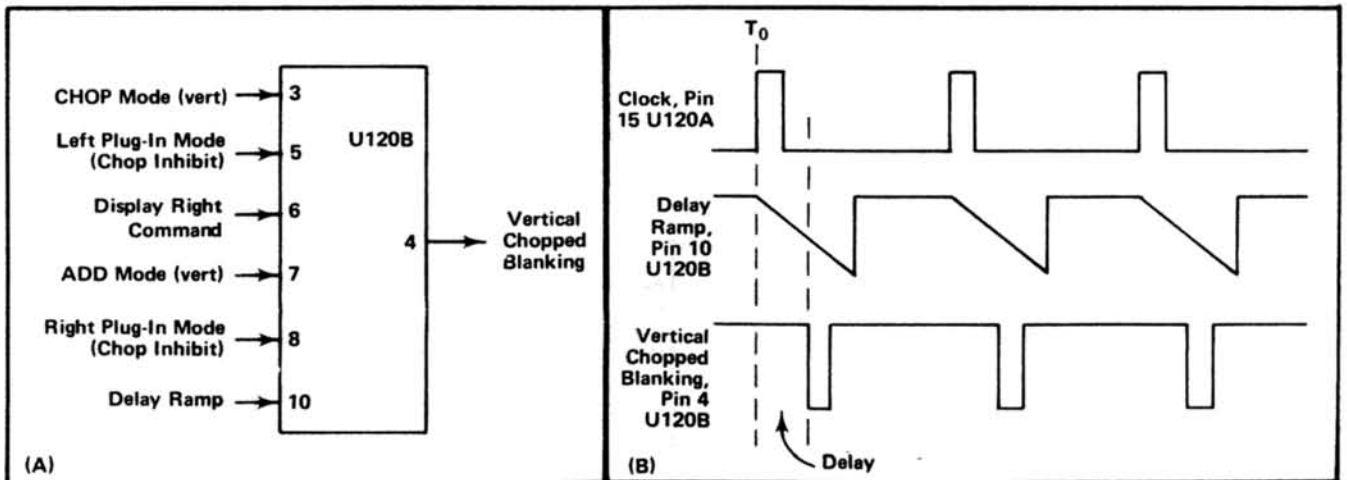 CHOP Mode (vert)
3
Left Plug-In Mode
(Chop Inhibit)
5
U120B
Display Right
Command
6
ADD Mode (vert)
7
Right Plug-In Mode
(Chop Inhibit)
8
Delay Ramp
10
4
Vertical
Chopped
Blanking
(A)
T0
Clock, Pin
15 U120A
Delay
Ramp,
Pin 10
U120B
Vertical
Chopped
Blanking,
Pin 4
U120B
Delay
(B)